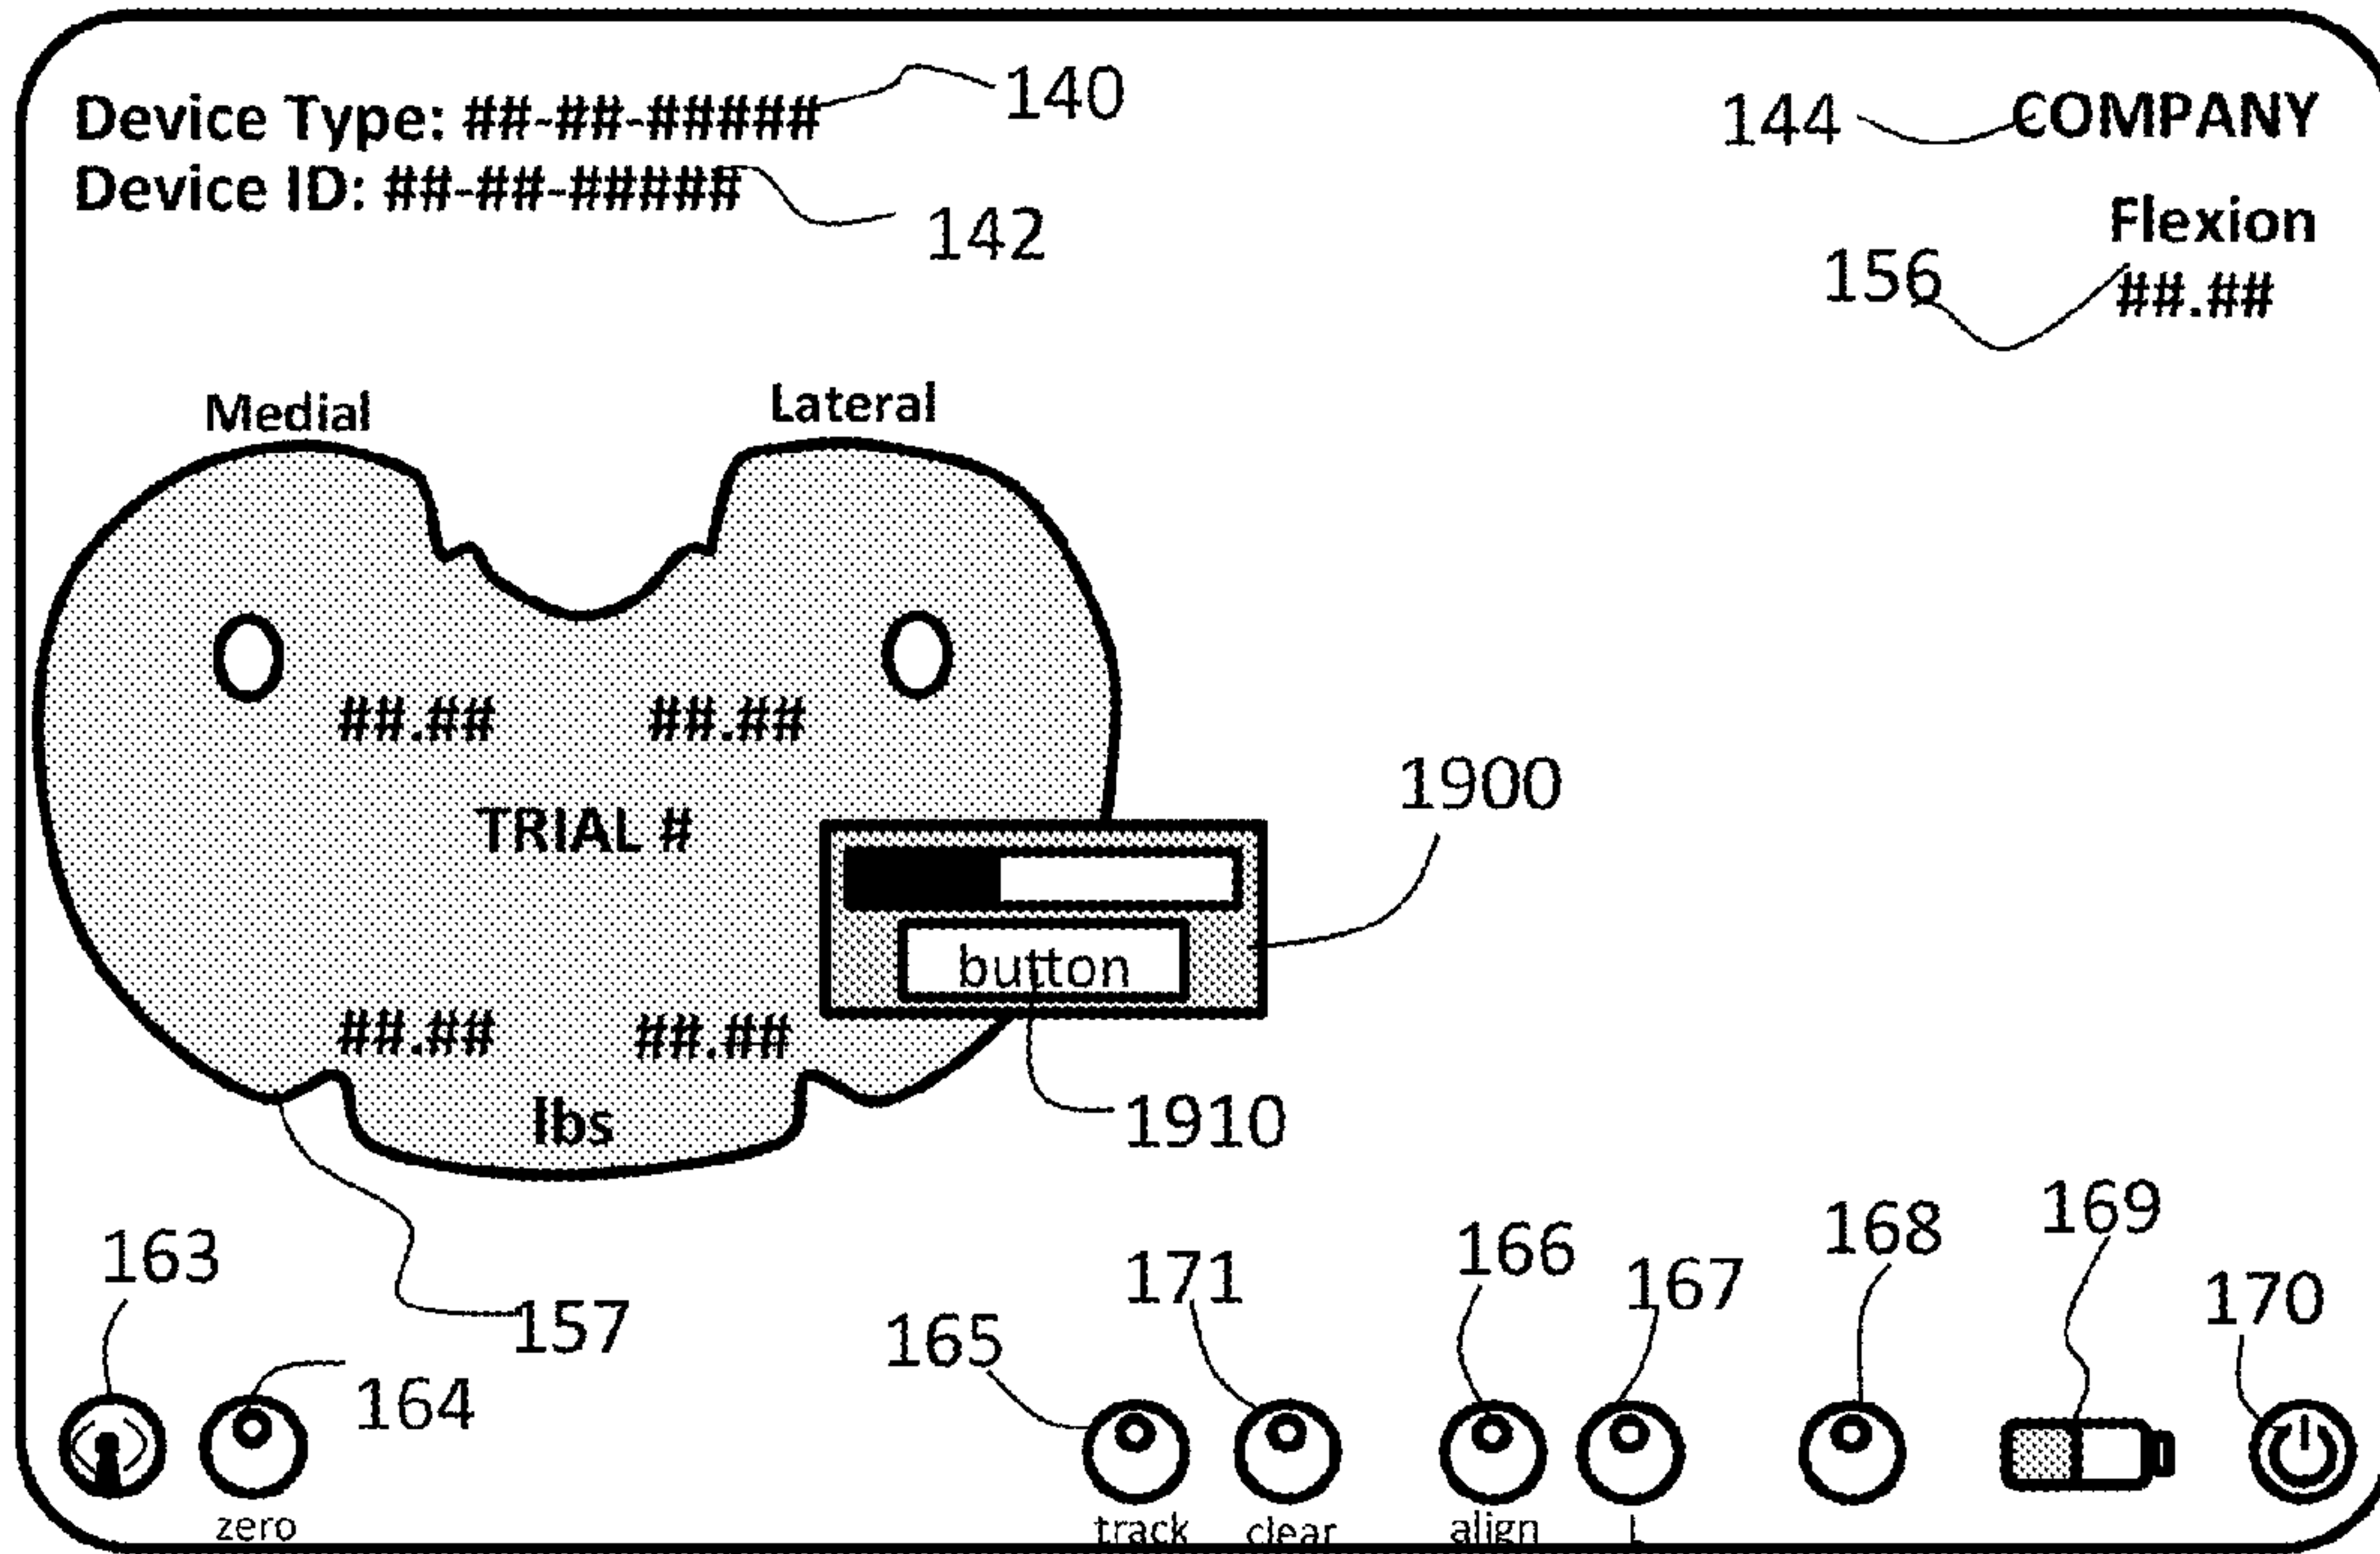 Device Type: ##-##-##### 140
144 COMPANY
Device ID: ##-##-##### 142
Flexion
156 ##.##
Medial Lateral
##.## ##.##
TRIAL #
1900
button
##.## ##.##
lbs
1910
163 157 164 165 171 166 167 168 169 170
zero track clear align L